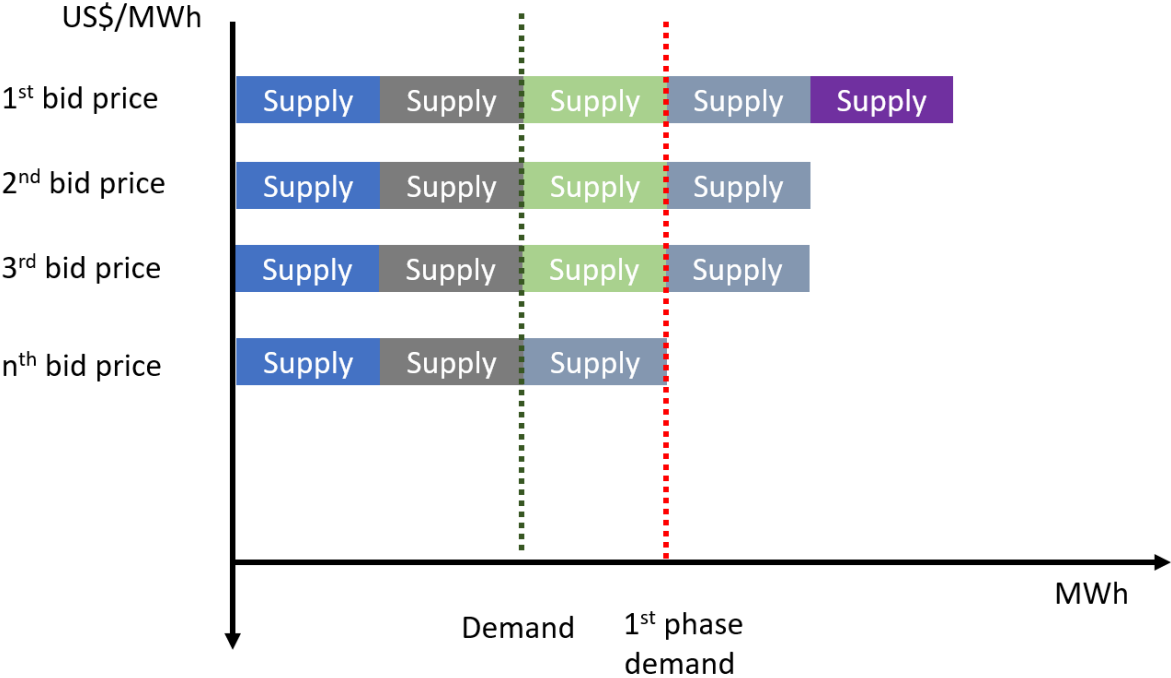 US$/MWh
1st bid price
Supply Supply Supply Supply Supply
2nd bid price
Supply Supply Supply Supply
3rd bid price
Supply Supply Supply Supply
nth bid price
Supply Supply Supply
MWh
Demand
1st phase
demand